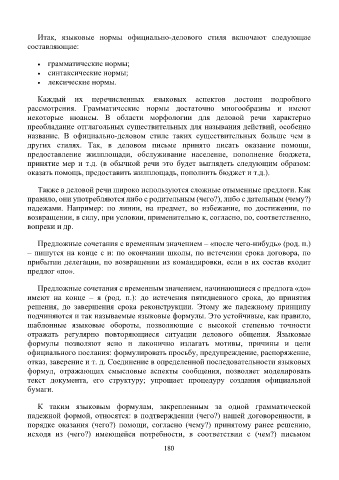 Итак, языковые нормы официально-делового стиля включают следующие
составляющие:
• грамматические нормы;
• синтаксические нормы;
• лексические нормы.
Каждый их перечисленных языковых аспектов достоин подробного
рассмотрения. Грамматические нормы достаточно многообразны и имеют
некоторые нюансы. В области морфологии для деловой речи характерно
преобладание отглагольных существительных для называния действий, особенно
название. В официально-деловом стиле таких существительных больше чем в
других стилях. Так, в деловом письме принято писать оказание помощи,
предоставление жилплощади, обслуживание население, пополнение бюджета,
принятие мер и т.д. (в обычной речи это будет выглядеть следующим образом:
оказать помощь, предоставить жилплощадь, пополнить бюджет и т.д.).
Также в деловой речи широко используются сложные отыменные предлоги. Как
правило, они употребляются либо с родительным (чего?), либо с дательным (чему?)
падежами. Например: по линии, на предмет, во избежание, по достижении, по
возвращении, в силу, при условии, применительно к, согласно, по, соответственно,
вопреки и др.
Предложные сочетания с временным значением – «после чего-нибудь» (род. п.)
– пишутся на конце с и: по окончании школы, по истечении срока договора, по
прибытии делегации, по возвращении из командировки, если в их состав входит
предлог «по».
Предложные сочетания с временным значением, начинающиеся с предлога «до»
имеют на конце – я (род. п.): до истечения пятидневного срока, до принятия
решения, до завершения срока реконструкции. Этому же падежному принципу
подчиняются и так называемые языковые формулы. Это устойчивые, как правило,
шаблонные языковые обороты, позволяющие с высокой степенью точности
отражать регулярно повторяющиеся ситуации делового общения. Языковые
формулы позволяют ясно и лаконично излагать мотивы, причины и цели
официального послания: формулировать просьбу, предупреждение, распоряжение,
отказ, заверение и т. д. Соединение в определенной последовательности языковых
формул, отражающих смысловые аспекты сообщения, позволяет моделировать
текст документа, его структуру; упрощает процедуру создания официальной
бумаги.
К таким языковым формулам, закрепленным за одной грамматической
падежной формой, относятся: в подтверждении (чего?) нашей договоренности, в
порядке оказания (чего?) помощи, согласно (чему?) принятому ранее решению,
исходя из (чего?) имеющейся потребности, в соответствии с (чем?) письмом
180